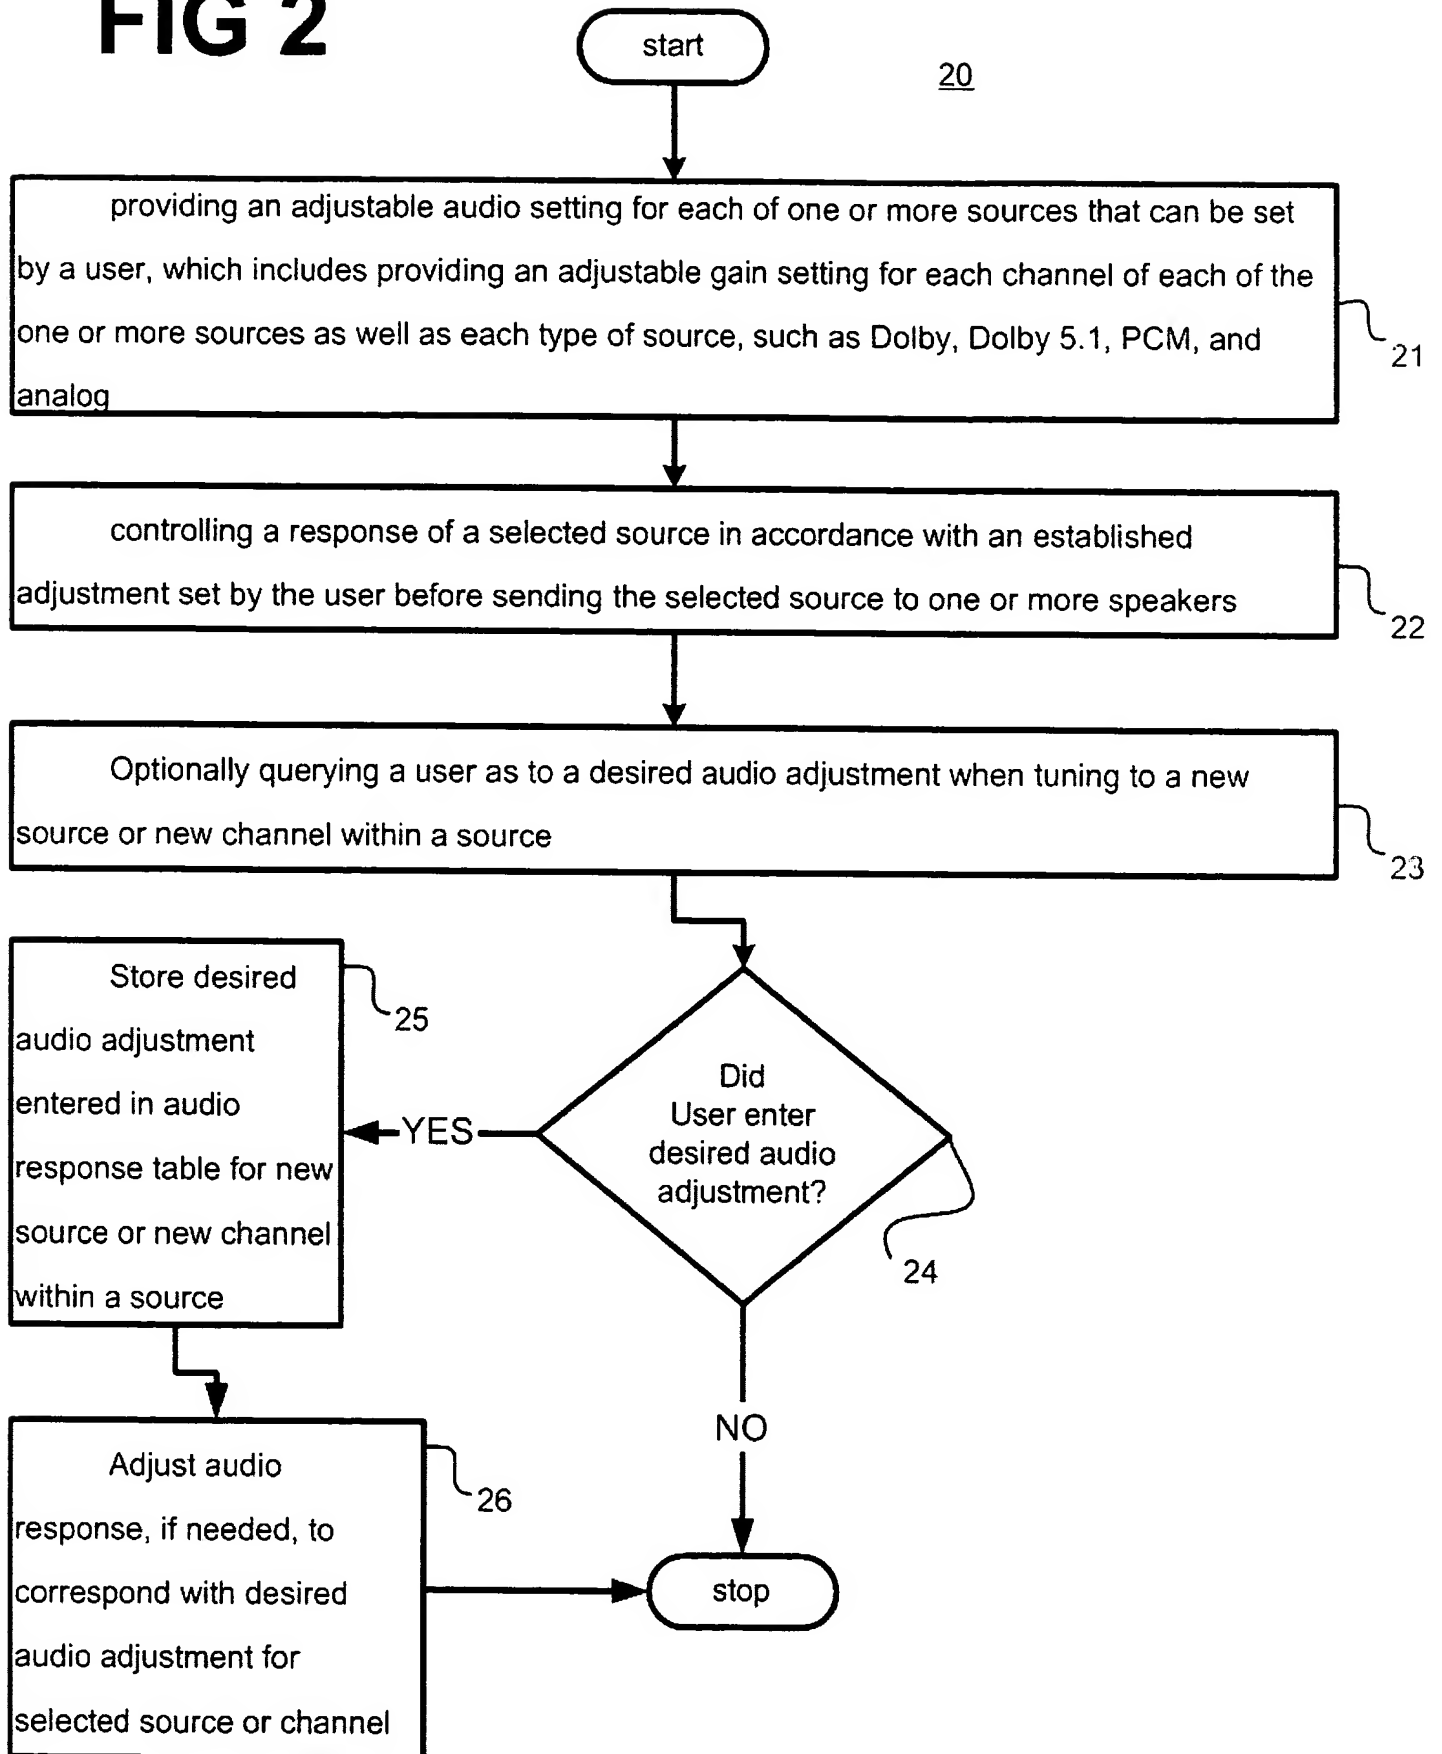 FIG 2
start
20
providing an adjustable audio setting for each of one or more sources that can be set
by a user, which includes providing an adjustable gain setting for each channel of each of the
one or more sources as well as each type of source, such as Dolby, Dolby 5.1, PCM, and
analog
21
controlling a response of a selected source in accordance with an established
adjustment set by the user before sending the selected source to one or more speakers
22
Optionally querying a user as to a desired audio adjustment when tuning to a new
source or new channel within a source
23
Store desired
audio adjustment
entered in audio
response table for new
source or new channel
within a source
25
YES
Did
User enter
desired audio
adjustment?
24
NO
Adjust audio
response, if needed, to
correspond with desired
audio adjustment for
selected source or channel
26
stop